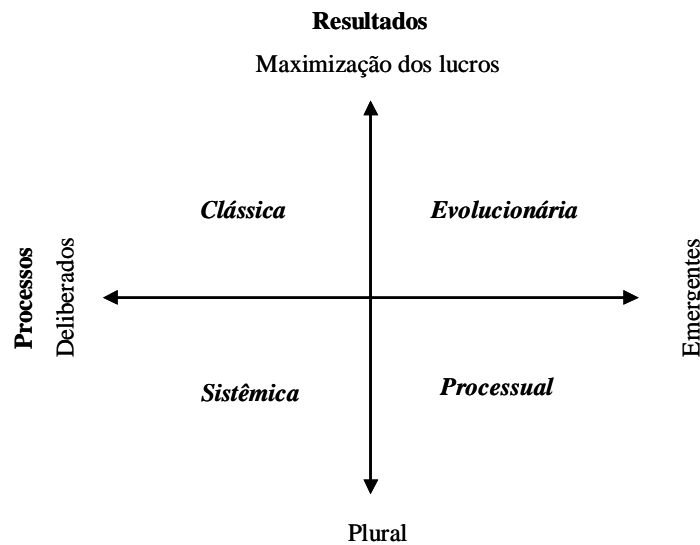 Resultados
Maximização dos lucros
Clássica
Evolucionária
Processos
Deliberados
Emergentes
Sistêmica
Processual
Plural